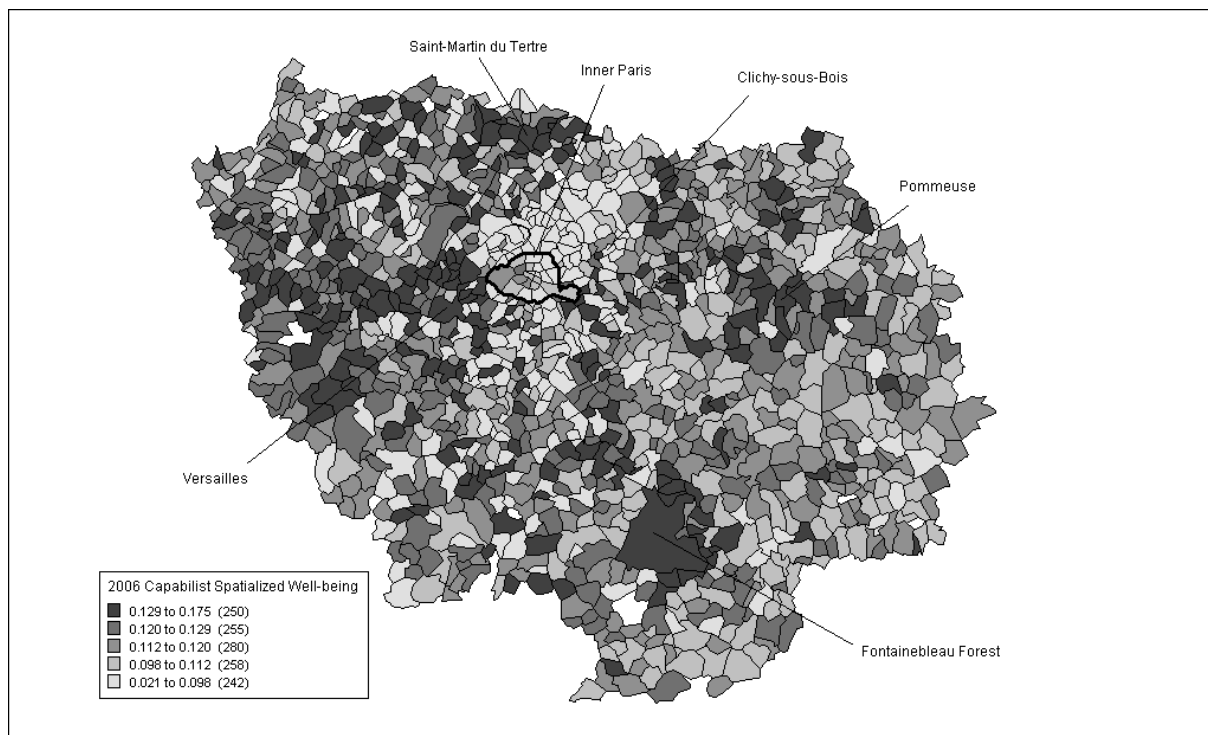 Saint-Martin du Tertre
Inner Paris
Clichy-sous-Bois
Pommeuse
Versailles
Fontainebleau Forest
2006 Capabilist Spatialized Well-being
0.129 to 0.175 (250)
0.120 to 0.129 (255)
0.112 to 0.120 (280)
0.098 to 0.112 (258)
0.021 to 0.098 (242)